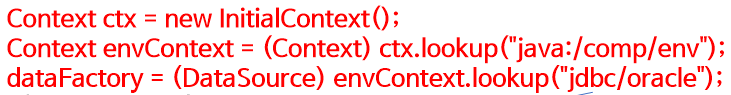 Context ctx = new InitialContext();
Context envContext = (Context) ctx.lookup("java:/comp/env");
dataFactory = (DataSource) envContext.lookup("jdbc/oracle");